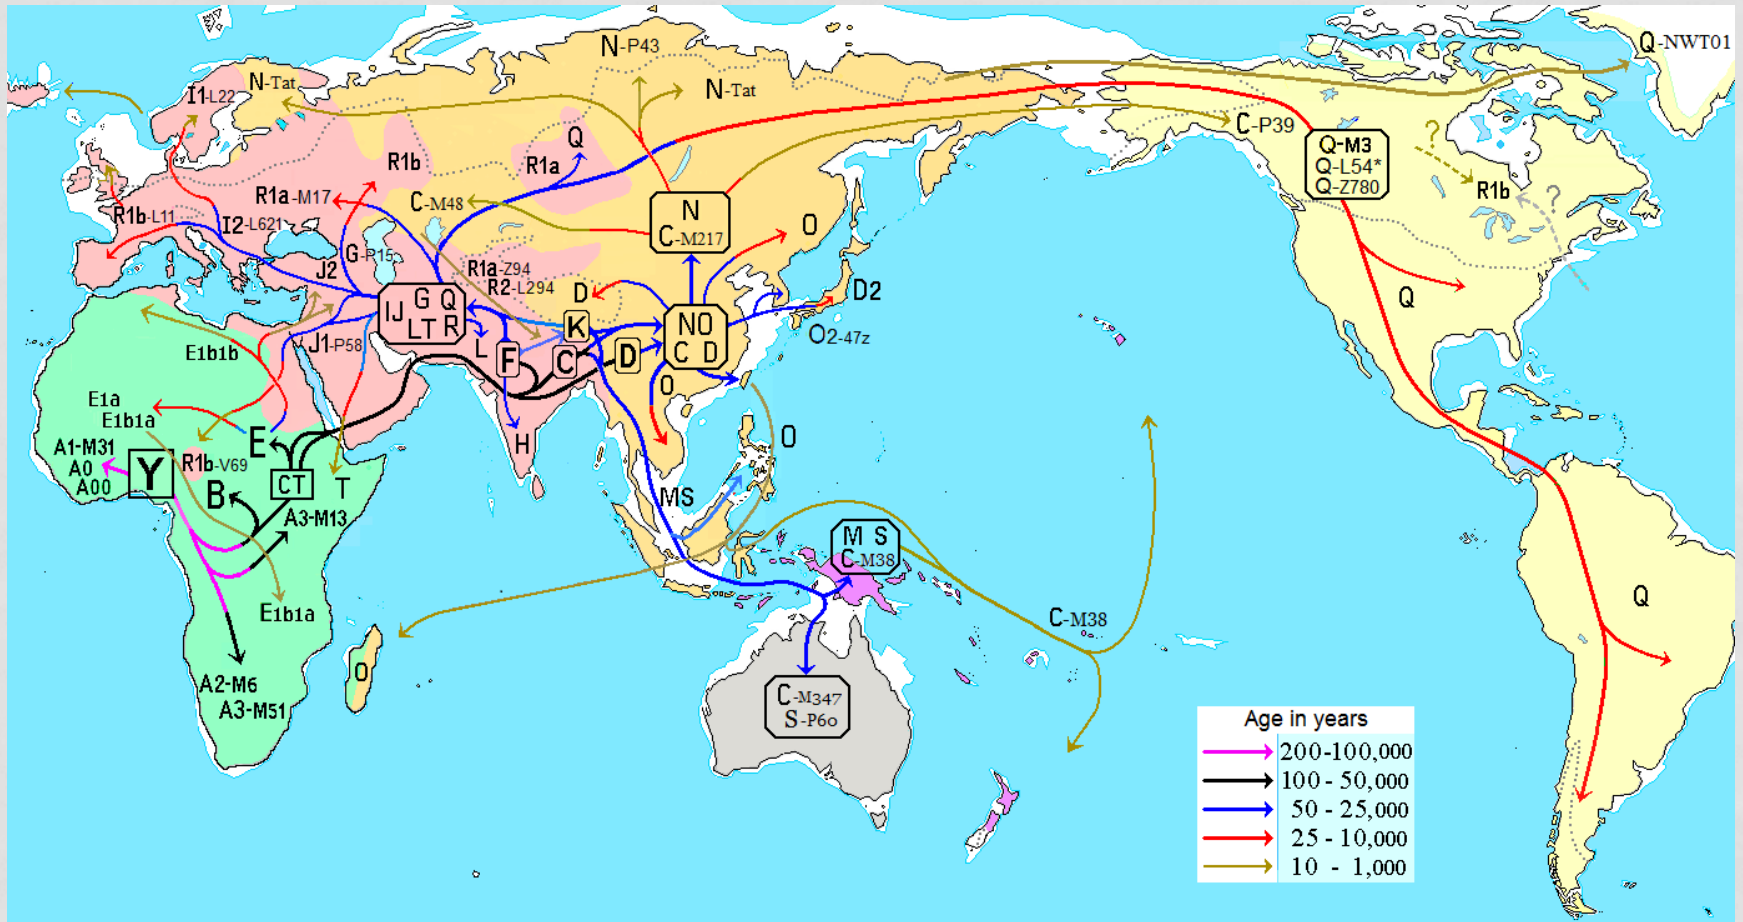 N-P43
Q-NWT01
N-Tat
I1-L22
N-Tat
C-P39
?
Q-M3
Q-L54*
Q-Z780
Q
R1b
R1a
R1b
?
R1a-M17
C-M48
N
C-M217
O
R1b-L11
I2-L621
G-P15
J2
R1a-Z94
R2-L294
D
D2
Q
IJ G Q
LT R
K
NO
C D
O2-47z
J1-P58
L
F
C
D
E1b1b
O
E1a
E1b1a
H
O
A1-M31
A0
A00
Y
R1b-V69
E
CT
T
B
A3-M13
MS
M S
C-M38
E1b1a
C-M38
Q
O
A2-M6
A3-M51
C-M347
S-P60
Age in years
200-100,000
100 - 50,000
50 - 25,000
25 - 10,000
10 - 1,000